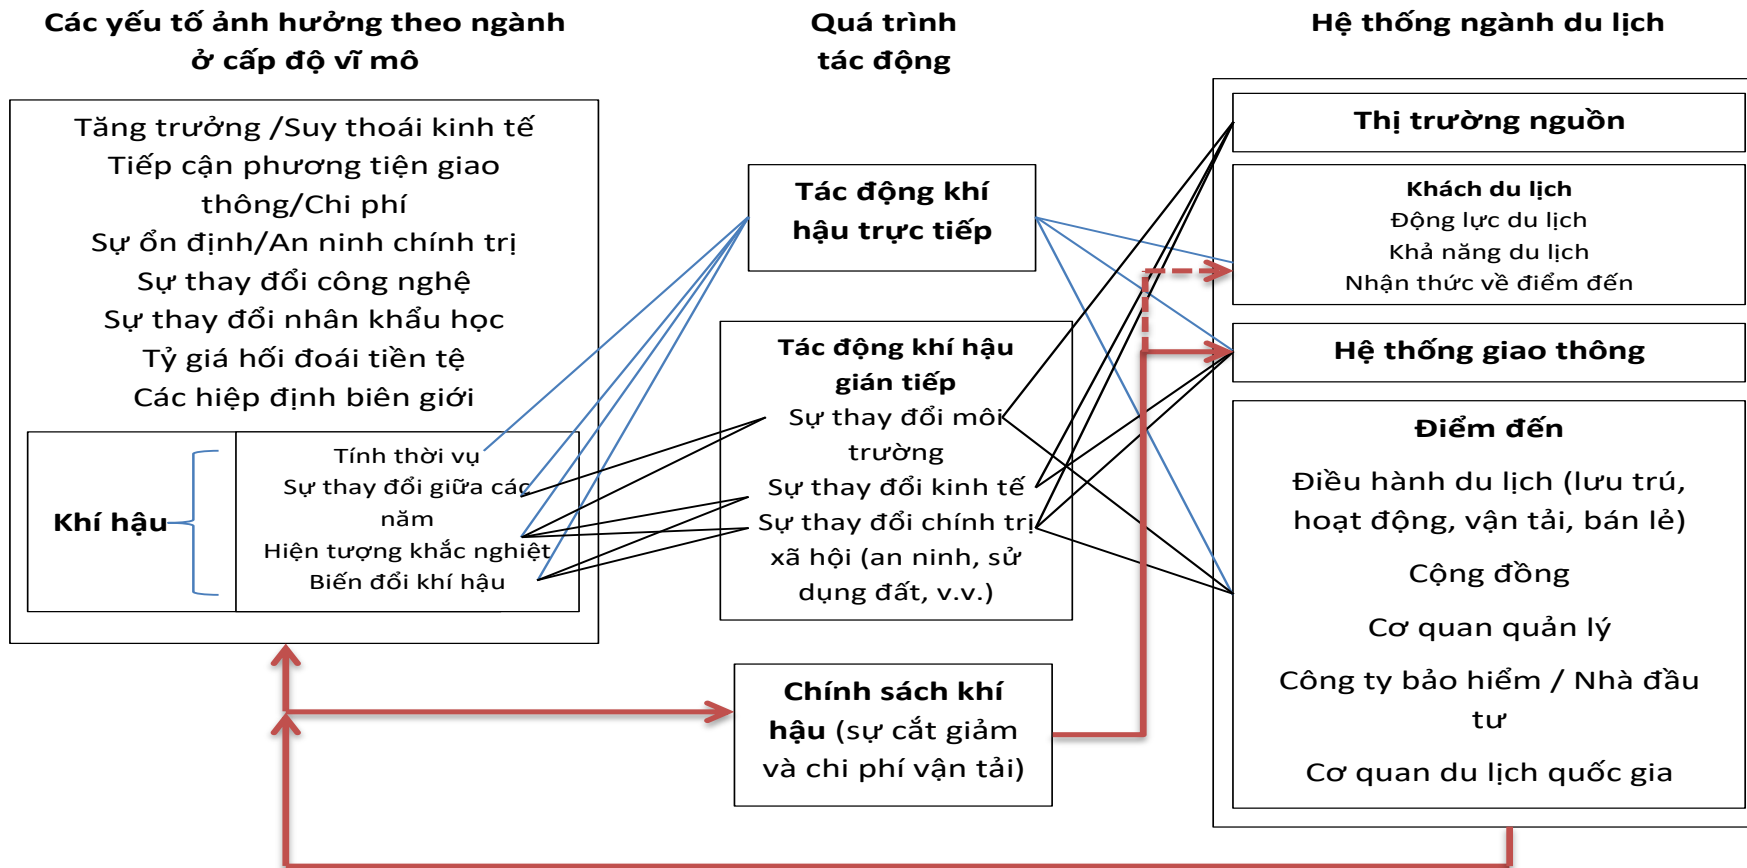 Các yếu tố ảnh hưởng theo ngành
ở cấp độ vĩ mô
Tăng trưởng /Suy thoái kinh tế
Tiếp cận phương tiện giao
thông/Chi phí
Sự ổn định/An ninh chính trị
Sự thay đổi công nghệ
Sự thay đổi nhân khẩu học
Tỷ giá hối đoái tiền tệ
Các hiệp định biên giới
Khí hậu
Tính thời vụ
Sự thay đổi giữa các
năm
Hiện tượng khắc nghiệt
Biến đổi khí hậu
Quá trình
tác động
Tác động khí
hậu trực tiếp
Tác động khí hậu
gián tiếp
Sự thay đổi môi
trường
Sự thay đổi kinh tế
Sự thay đổi chính trị
xã hội (an ninh, sử
dụng đất, v.v.)
Chính sách khí
hậu (sự cắt giảm
và chi phí vận tải)
Hệ thống ngành du lịch
Thị trường nguồn
Khách du lịch
Động lực du lịch
Khả năng du lịch
Nhận thức về điểm đến
Hệ thống giao thông
Điểm đến
Điều hành du lịch (lưu trú,
hoạt động, vận tải, bán lẻ)
Cộng đồng
Cơ quan quản lý
Công ty bảo hiểm / Nhà đầu
tư
Cơ quan du lịch quốc gia